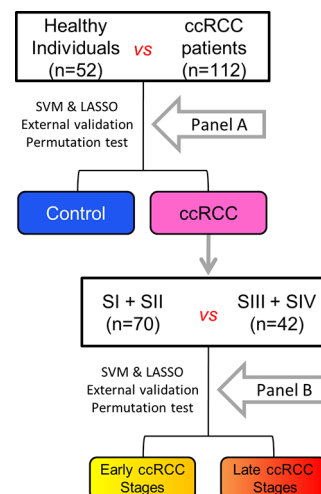 Healthy Individuals (n=52) vs ccRCC patients (n=112)
SVM & LASSO
External validation
Permutation test
Panel A
Control
ccRCC
SI + SII (n=70) vs SIII + SIV (n=42)
SVM & LASSO
External validation
Permutation test
Panel B
Early ccRCC
Stages
Late ccRCC
Stages